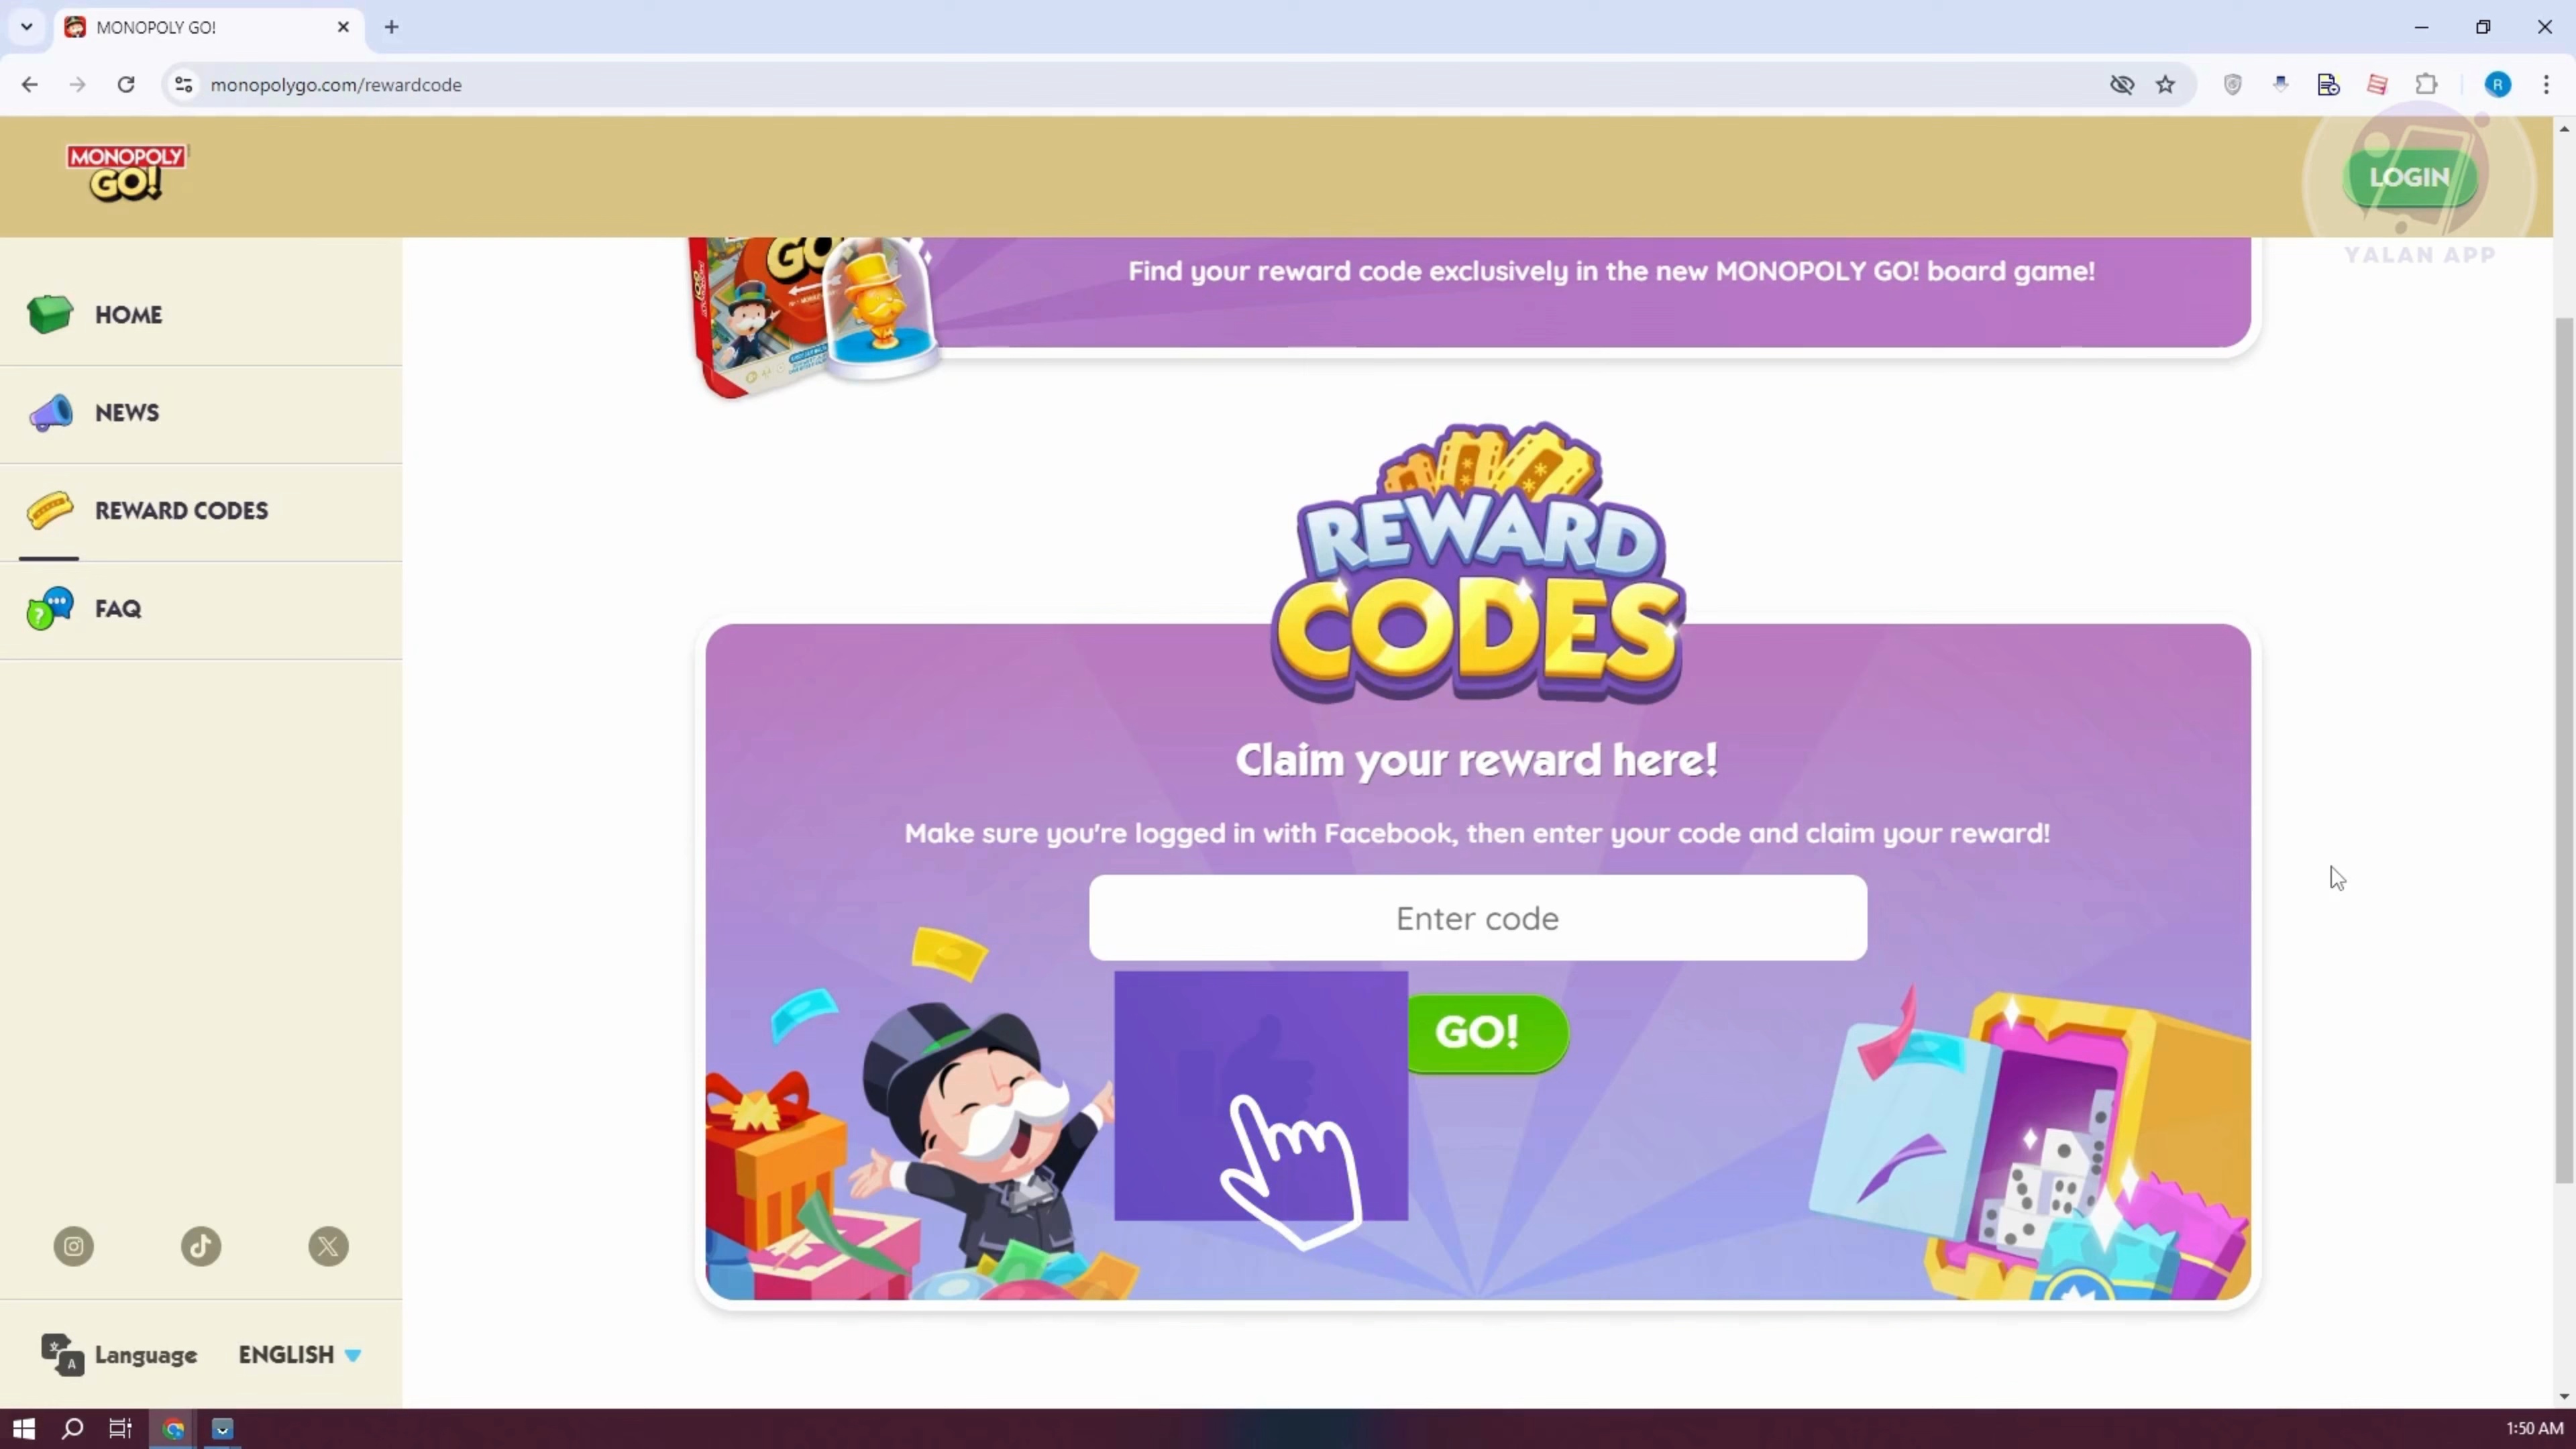 MONOPOLY GO!
monopolygo.com/rewardcode
R
MONOPOLY
GO!
LOGIN
YALAN APP
HOME
NEWS
REWARD CODES
FAQ
GO!
Find your reward code exclusively in the new MONOPOLY GO! board game!
REWARD
CODES
Claim your reward here!
Make sure you're logged in with Facebook, then enter your code and claim your reward!
Enter code
GO!
Language ENGLISH
1:50 AM